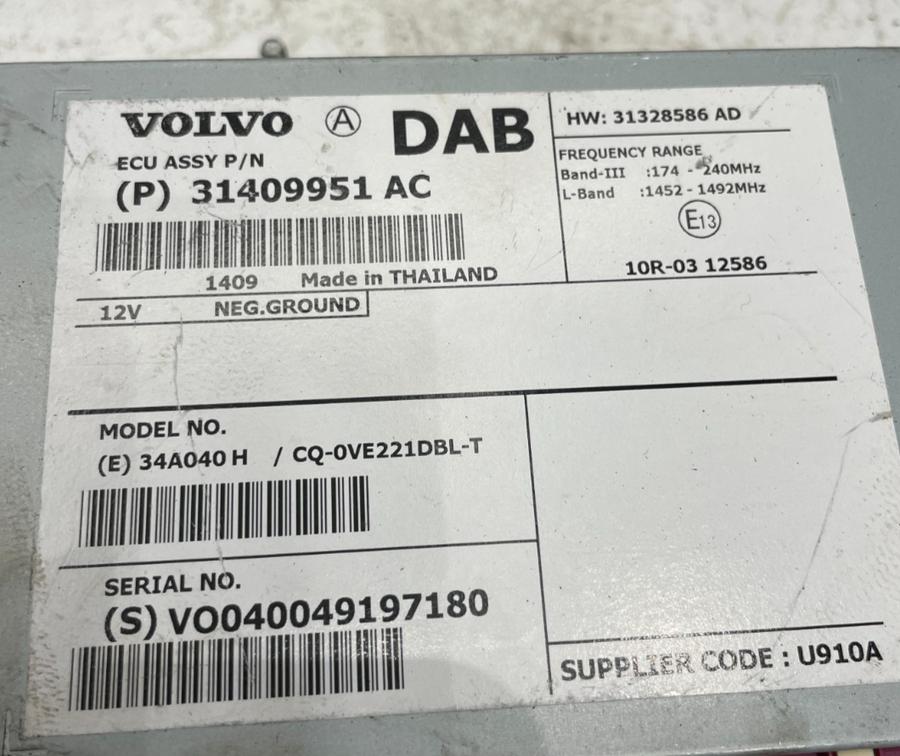 VOLVO A DAB
ECU ASSY P/N
(P) 31409951 AC
1409 Made in THAILAND
12V NEG.GROUND
HW: 31328586 AD
FREQUENCY RANGE
Band-III :174 - 240MHz
L-Band :1452 - 1492MHz
E13
10R-03 12586
MODEL NO.
(E) 34A040 H / CQ-0VE221DBL-T
SERIAL NO.
(S) VO040049197180
SUPPLIER CODE : U910A